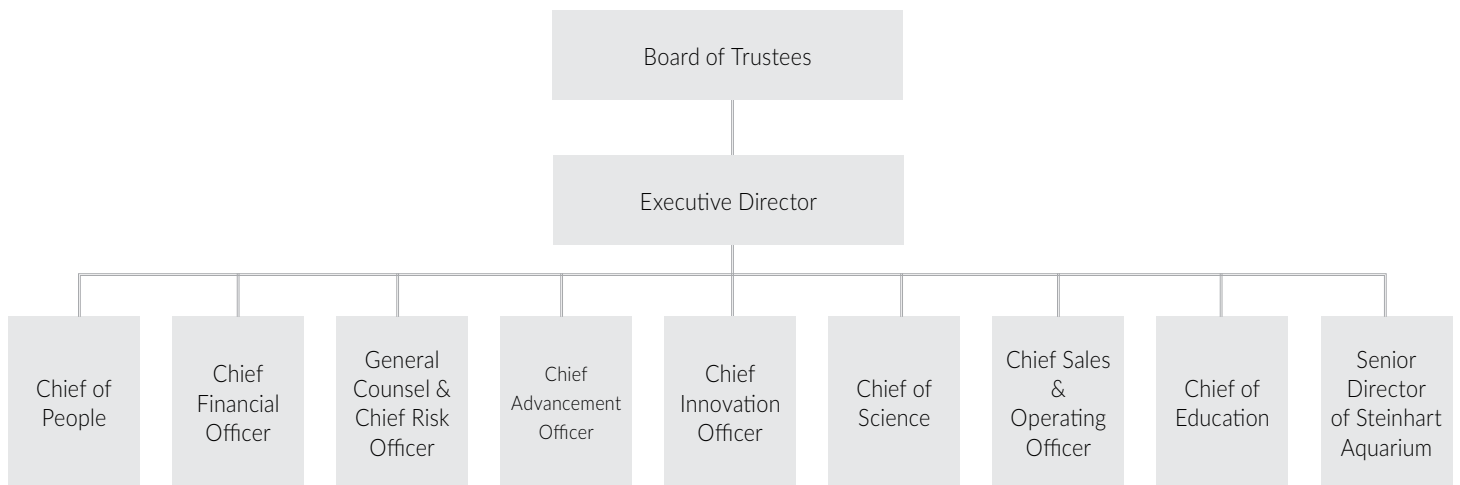 Board of Trustees
Executive Director
Chief of
People
Chief
Financial
Officer
General
Counsel &
Chief Risk
Officer
Chief
Advancement
Officer
Chief
Innovation
Officer
Chief of
Science
Chief Sales
&
Operating
Officer
Chief of
Education
Senior
Director
of Steinhart
Aquarium